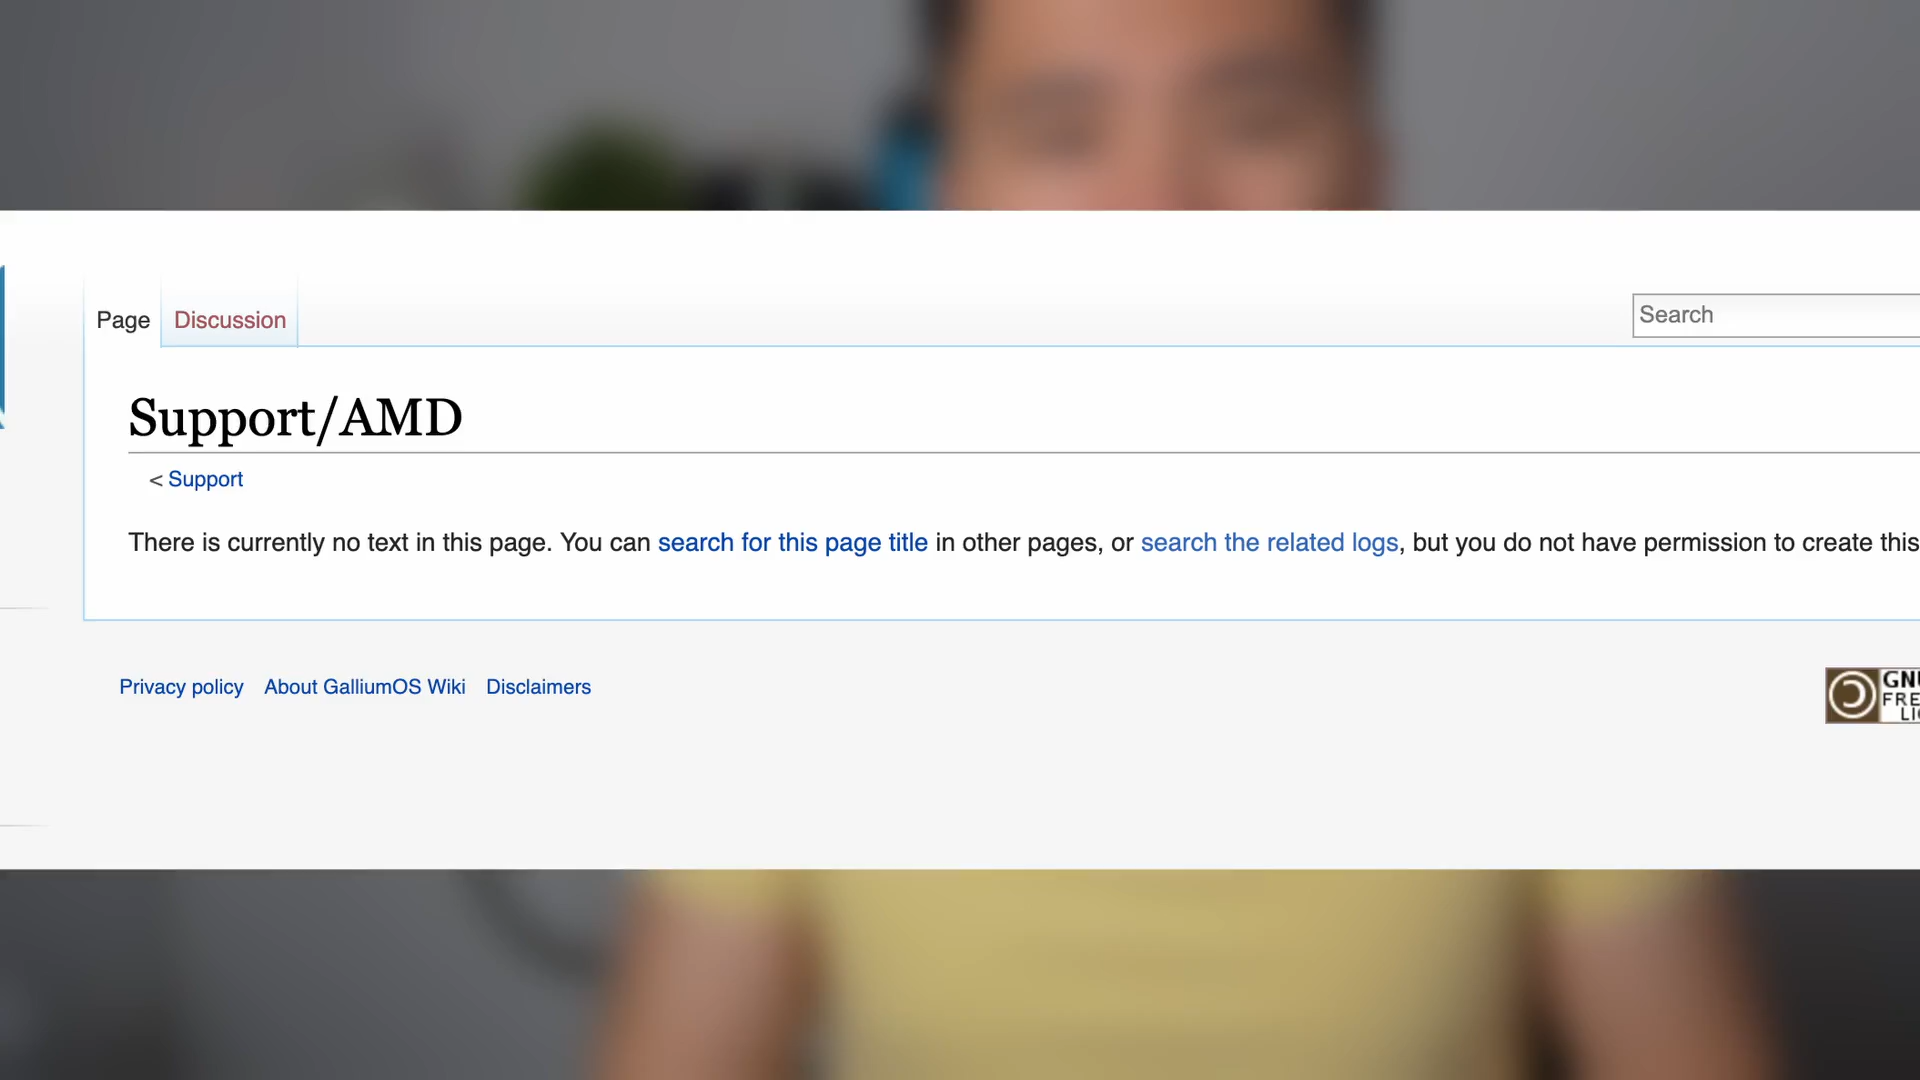 Page Discussion
Search
Support/AMD
< Support
There is currently no text in this page. You can search for this page title in other pages, or search the related logs, but you do not have permission to create this
Privacy policy About GalliumOS Wiki Disclaimers